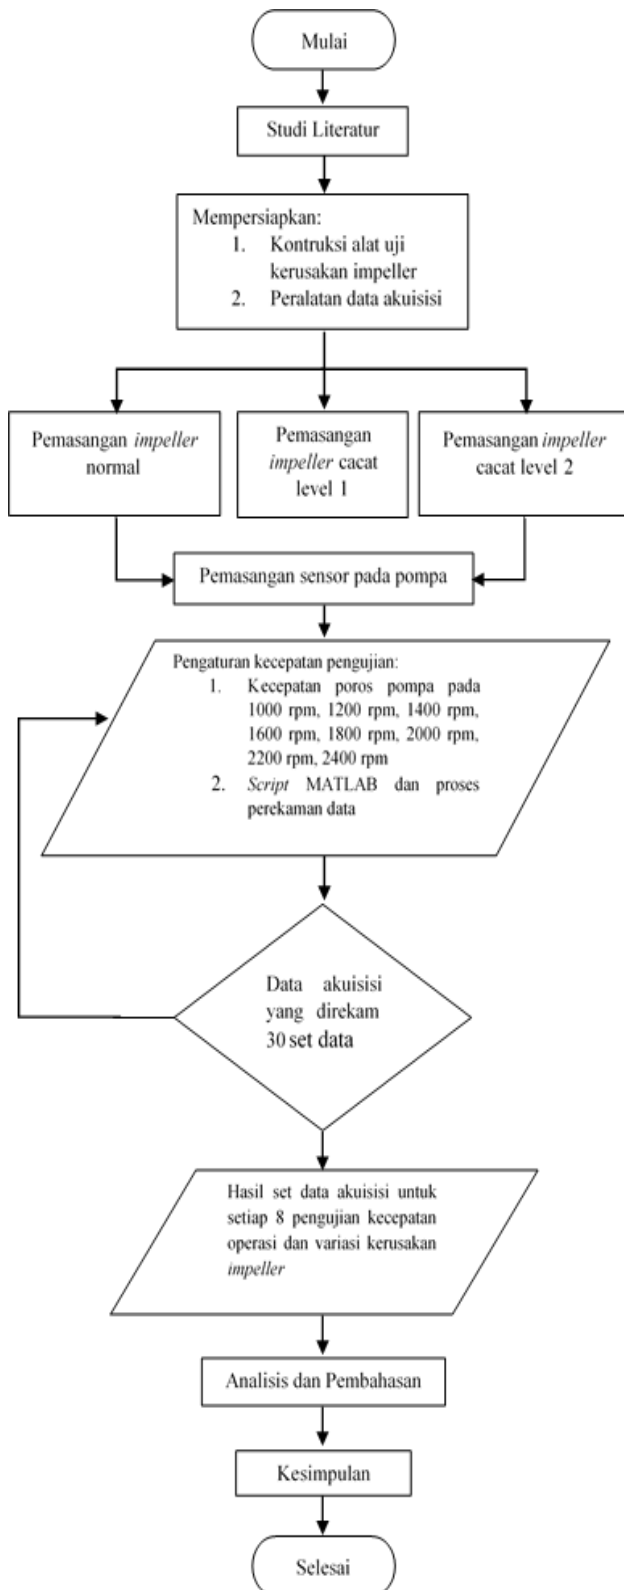 Mulai
Studi Literatur
Mempersiapkan:
1. Kontruksi alat uji
kerusakan impeller
2. Peralatan data akuisisi
Pemasangan impeller
normal
Pemasangan
impeller cacat
level 1
Pemasangan impeller
cacat level 2
Pemasangan sensor pada pompa
Pengaturan kecepatan pengujian:
1. Kecepatan poros pompa pada
1000 rpm, 1200 rpm, 1400 rpm,
1600 rpm, 1800 rpm, 2000 rpm,
2200 rpm, 2400 rpm
2. Script MATLAB dan proses
perekaman data
Data akuisisi
yang direkam
30 set data
Hasil set data akuisisi untuk
setiap 8 pengujian kecepatan
operasi dan variasi kerusakan
impeller
Analisis dan Pembahasan
Kesimpulan
Selesai